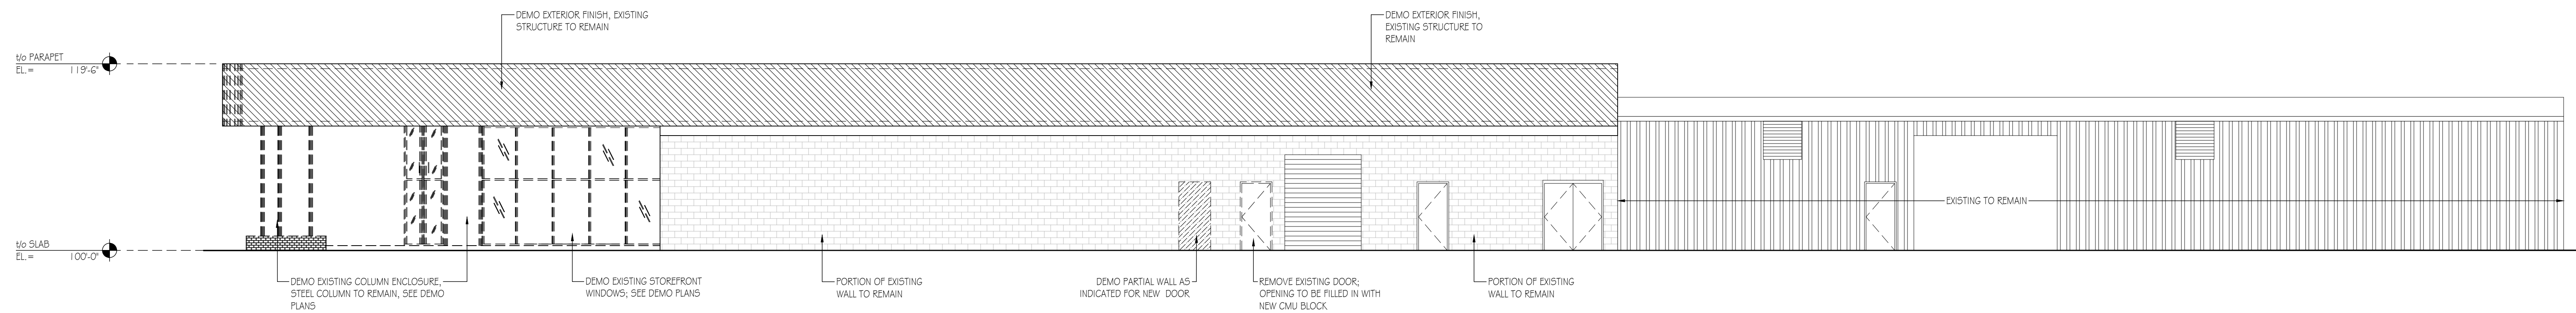 DEMO EXTERIOR FINISH, EXISTING
STRUCTURE TO REMAIN
DEMO EXTERIOR FINISH,
EXISTING STRUCTURE TO
REMAIN
t/o PARAPET
EL.= 119'-6"
EXISTING TO REMAIN
t/o SLAB
EL.= 100'-0"
DEMO EXISTING COLUMN ENCLOSURE,
STEEL COLUMN TO REMAIN, SEE DEMO
PLANS
DEMO EXISTING STOREFRONT
WINDOWS; SEE DEMO PLANS
PORTION OF EXISTING
WALL TO REMAIN
DEMO PARTIAL WALL AS
INDICATED FOR NEW DOOR
REMOVE EXISTING DOOR;
OPENING TO BE FILLED IN WITH
NEW CMU BLOCK
PORTION OF EXISTING
WALL TO REMAIN